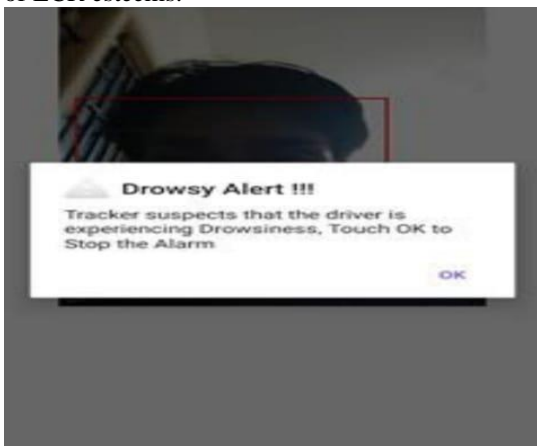 Drowsy Alert !!!
Tracker suspects that the driver is
experiencing Drowsiness, Touch OK to
Stop the Alarm
OK